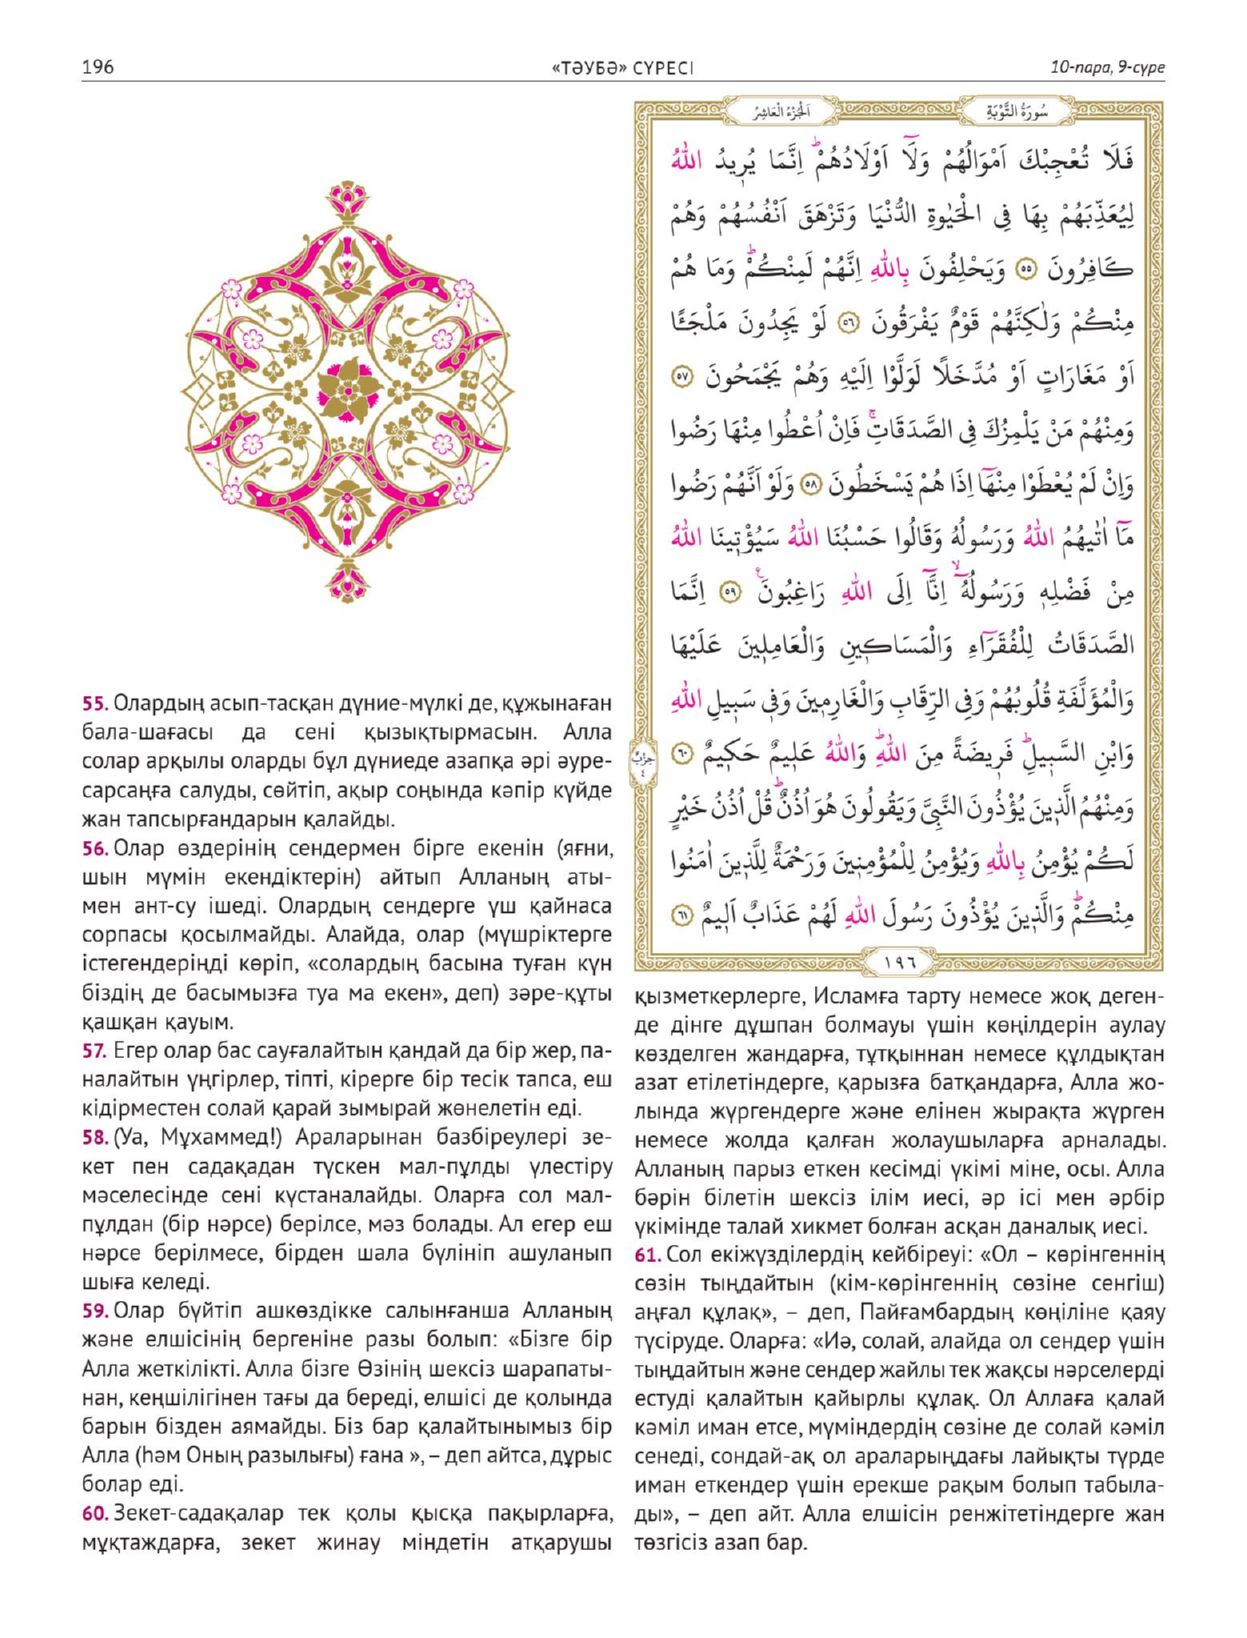 196
«ТӘУБӘ» СҮРЕСІ
10-пара, 9-сүре
سُورَةُ التَّوْبَةِ
اَلْجُزْءُ الْعَاشِرُ
فَلَا تُعْجِبْكَ اَمْوَالُهُمْ وَلَٓا اَوْلَادُهُمْۜ اِنَّمَا يُر۪يدُ اللّٰهُ
لِيُعَذِّبَهُمْ بِهَا فِي الْحَيٰوةِ الدُّنْيَا وَتَزْهَقَ اَنْفُسُهُمْ وَهُمْ
كَافِرُونَ ٥٥ وَيَحْلِفُونَ بِاللّٰهِ اِنَّهُمْ لَمِنْكُمْۜ وَمَا هُمْ
مِنْكُمْ وَلٰكِنَّهُمْ قَوْمٌ يَفْرَقُونَ ٥٦ لَوْ يَجِدُونَ مَلْجَـًٔا
اَوْ مَغَارَاتٍ اَوْ مُدَّخَلًا لَوَلَّوْا اِلَيْهِ وَهُمْ يَجْمَحُونَ ٥٧
وَمِنْهُمْ مَنْ يَلْمِزُكَ فِي الصَّدَقَاتِۚ فَاِنْ اُعْطُوا مِنْهَا رَضُوا
وَاِنْ لَمْ يُعْطَوْا مِنْهَٓا اِذَا هُمْ يَسْخَطُونَ ٥٨ وَلَوْ اَنَّهُمْ رَضُوا
مَٓا اٰتٰيهُمُ اللّٰهُ وَرَسُولُهُ وَقَالُوا حَسْبُنَا اللّٰهُ سَيُؤْت۪ينَا اللّٰهُ
مِنْ فَضْلِه۪ وَرَسُولُهُٓۙ اِنَّٓا اِلَى اللّٰهِ رَاغِبُونَ۟ ٥٩ اِنَّمَا
الصَّدَقَاتُ لِلْفُقَرَٓاءِ وَالْمَسَاك۪ينِ وَالْعَامِل۪ينَ عَلَيْهَا
وَالْمُؤَلَّفَةِ قُلُوبُهُمْ وَفِي الرِّقَابِ وَالْغَارِم۪ينَ وَف۪ي سَب۪يلِ اللّٰهِ
وَابْنِ السَّب۪يلِۜ فَر۪يضَةً مِنَ اللّٰهِۜ وَاللّٰهُ عَل۪يمٌ حَك۪يمٌ ٦٠
حِزْبٌ
٤
وَمِنْهُمُ الَّذ۪ينَ يُؤْذُونَ النَّبِيَّ وَيَقُولُونَ هُوَ اُذُنٌۜ قُلْ اُذُنُ خَيْرٍ
لَكُمْ يُؤْمِنُ بِاللّٰهِ وَيُؤْمِنُ لِلْمُؤْمِن۪ينَ وَرَحْمَةٌ لِلَّذ۪ينَ اٰمَنُوا
مِنْكُمْۜ وَالَّذ۪ينَ يُؤْذُونَ رَسُولَ اللّٰهِ لَهُمْ عَذَابٌ اَل۪يمٌ ٦١
١٩٦
55. Олардың асып-тасқан дүние-мүлкі де, құжынаған
бала-шағасы да сені қызықтырмасын. Алла
солар арқылы оларды бұл дүниеде азапқа әрі әуре-
сарсаңға салуды, сөйтіп, ақыр соңында кәпір күйде
жан тапсырғандарын қалайды.
56. Олар өздерінің сендермен бірге екенін (яғни,
шын мүмін екендіктерін) айтып Алланың аты-
мен ант-су ішеді. Олардың сендерге үш қайнаса
сорпасы қосылмайды. Алайда, олар (мүшріктерге
істегендеріңді көріп, «солардың басына туған күн
біздің де басымызға туа ма екен», деп) зәре-құты
қашқан қауым.
57. Егер олар бас сауғалайтын қандай да бір жер, па-
налайтын үңгірлер, тіпті, кірерге бір тесік тапса, еш
кідірместен солай қарай зымырай жөнелетін еді.
58. (Уа, Мұхаммед!) Араларынан базбіреулері зе-
кет пен садақадан түскен мал-пұлды үлестіру
мәселесінде сені күстаналайды. Оларға сол мал-
пұлдан (бір нәрсе) берілсе, мәз болады. Ал егер еш
нәрсе берілмесе, бірден шала бүлініп ашуланып
шыға келеді.
59. Олар бүйтіп ашкөздікке салынғанша Алланың
және елшісінің бергеніне разы болып: «Бізге бір
Алла жеткілікті. Алла бізге Өзінің шексіз шарапаты-
нан, кеңшілігінен тағы да береді, елшісі де қолында
барын бізден аямайды. Біз бар қалайтынымыз бір
Алла (һәм Оның разылығы) ғана », – деп айтса, дұрыс
болар еді.
60. Зекет-садақалар тек қолы қысқа пақырларға,
мұқтаждарға, зекет жинау міндетін атқарушы
қызметкерлерге, Исламға тарту немесе жоқ деген-
де дінге дұшпан болмауы үшін көңілдерін аулау
көзделген жандарға, тұтқыннан немесе құлдықтан
азат етілетіндерге, қарызға батқандарға, Алла жо-
лында жүргендерге және елінен жырақта жүрген
немесе жолда қалған жолаушыларға арналады.
Алланың парыз еткен кесімді үкімі міне, осы. Алла
бәрін білетін шексіз ілім иесі, әр ісі мен әрбір
үкімінде талай хикмет болған асқан даналық иесі.
61. Сол екіжүзділердің кейбіреуі: «Ол – көрінгеннің
сөзін тыңдайтын (кім-көрінгеннің сөзіне сенгіш)
аңғал құлақ», – деп, Пайғамбардың көңіліне қаяу
түсіруде. Оларға: «Иә, солай, алайда ол сендер үшін
тыңдайтын және сендер жайлы тек жақсы нәрселерді
естуді қалайтын қайырлы құлақ. Ол Аллаға қалай
кәміл иман етсе, мүміндердің сөзіне де солай кәміл
сенеді, сондай-ақ ол араларыңдағы лайықты түрде
иман еткендер үшін ерекше рақым болып табыла-
ды», – деп айт. Алла елшісін ренжітетіндерге жан
төзгісіз азап бар.